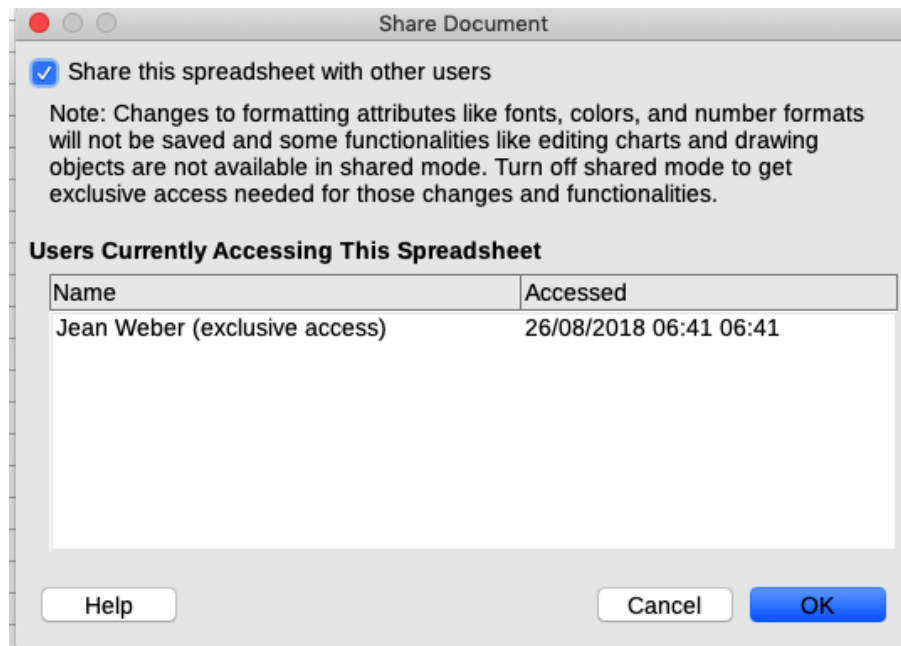 Share Document
Share this spreadsheet with other users
Note: Changes to formatting attributes like fonts, colors, and number formats
will not be saved and some functionalities like editing charts and drawing
objects are not available in shared mode. Turn off shared mode to get
exclusive access needed for those changes and functionalities.
Users Currently Accessing This Spreadsheet
Name Accessed
Jean Weber (exclusive access) 26/08/2018 06:41 06:41
Help Cancel OK